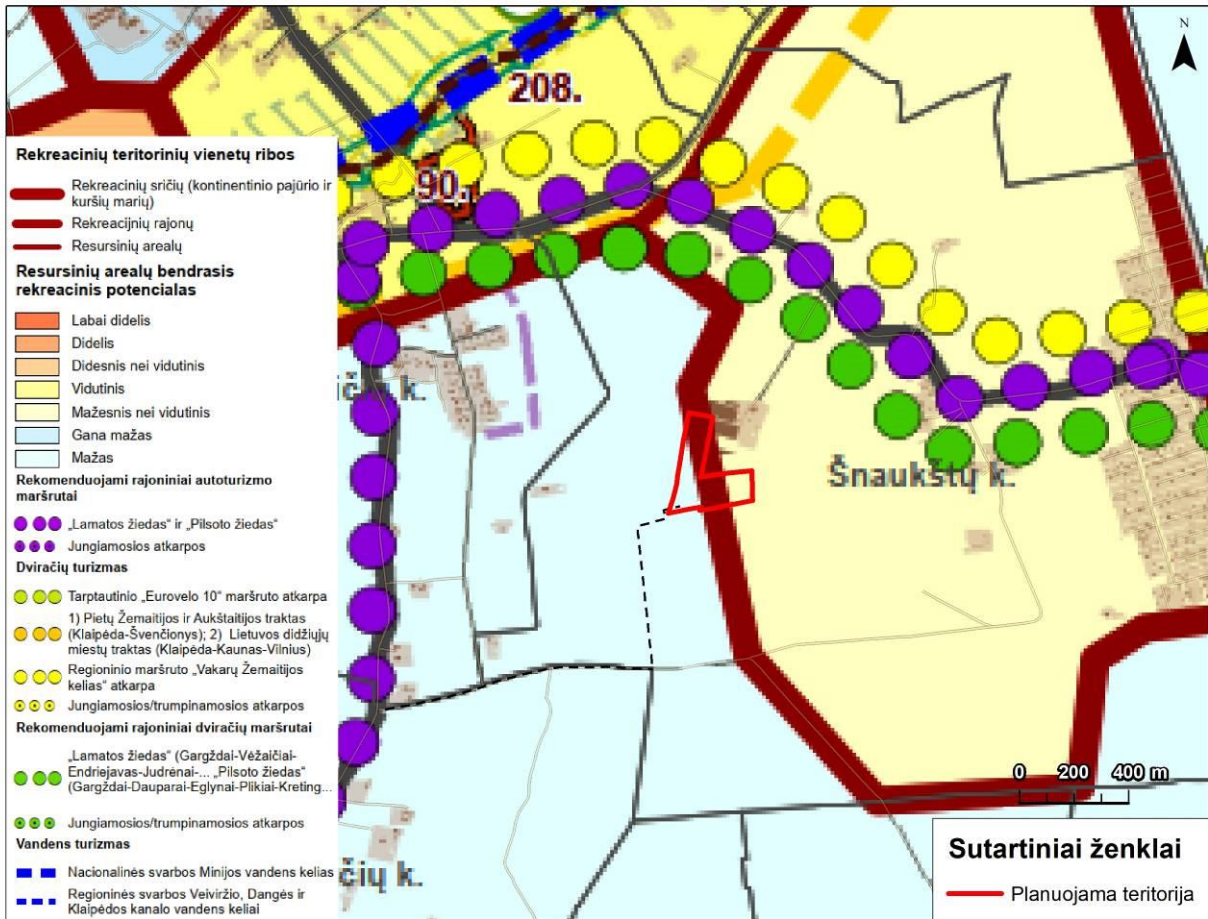 N
208.
90.
Rekreacinių teritorinių vienetų ribos
Rekreacinių sričių (kontinentinio pajūrio ir
kuršių marių)
Rekreacijnių rajonų
Resursinių arealų
Resursinių arealų bendrasis
rekreacinis potencialas
Labai didelis
Didelis
Didesnis nei vidutinis
Vidutinis
Mažesnis nei vidutinis
Gana mažas
Mažas
Rekomenduojami rajoniniai autoturizmo
maršrutai
„Lamatos žiedas“ ir „Pilsoto žiedas“
Jungiamosios atkarpos
Dviračių turizmas
Tarptautinio „Eurovelo 10“ maršruto atkarpa
1) Pietų Žemaitijos ir Aukštaitijos traktas
(Klaipėda-Švenčionys); 2) Lietuvos didžiųjų
miestų traktas (Klaipėda-Kaunas-Vilnius)
Regioninio maršruto „Vakarų Žemaitijos
kelias“ atkarpa
Jungiamosios/trumpinamosios atkarpos
Rekomenduojami rajoniniai dviračių maršrutai
„Lamatos žiedas“ (Gargždai-Vėžaičiai-
Endriejavas-Judrėnai-... „Pilsoto žiedas“
(Gargždai-Dauparai-Eglynai-Plikiai-Kreting...
Jungiamosios/trumpinamosios atkarpos
Vandens turizmas
Nacionalinės svarbos Minijos vandens kelias
Regioninės svarbos Veiviržio, Dangės ir
Klaipėdos kanalo vandens keliai
k.
Šnaukštų k.
čių k.
0 200 400 m
Sutartiniai ženklai
Planuojama teritorija